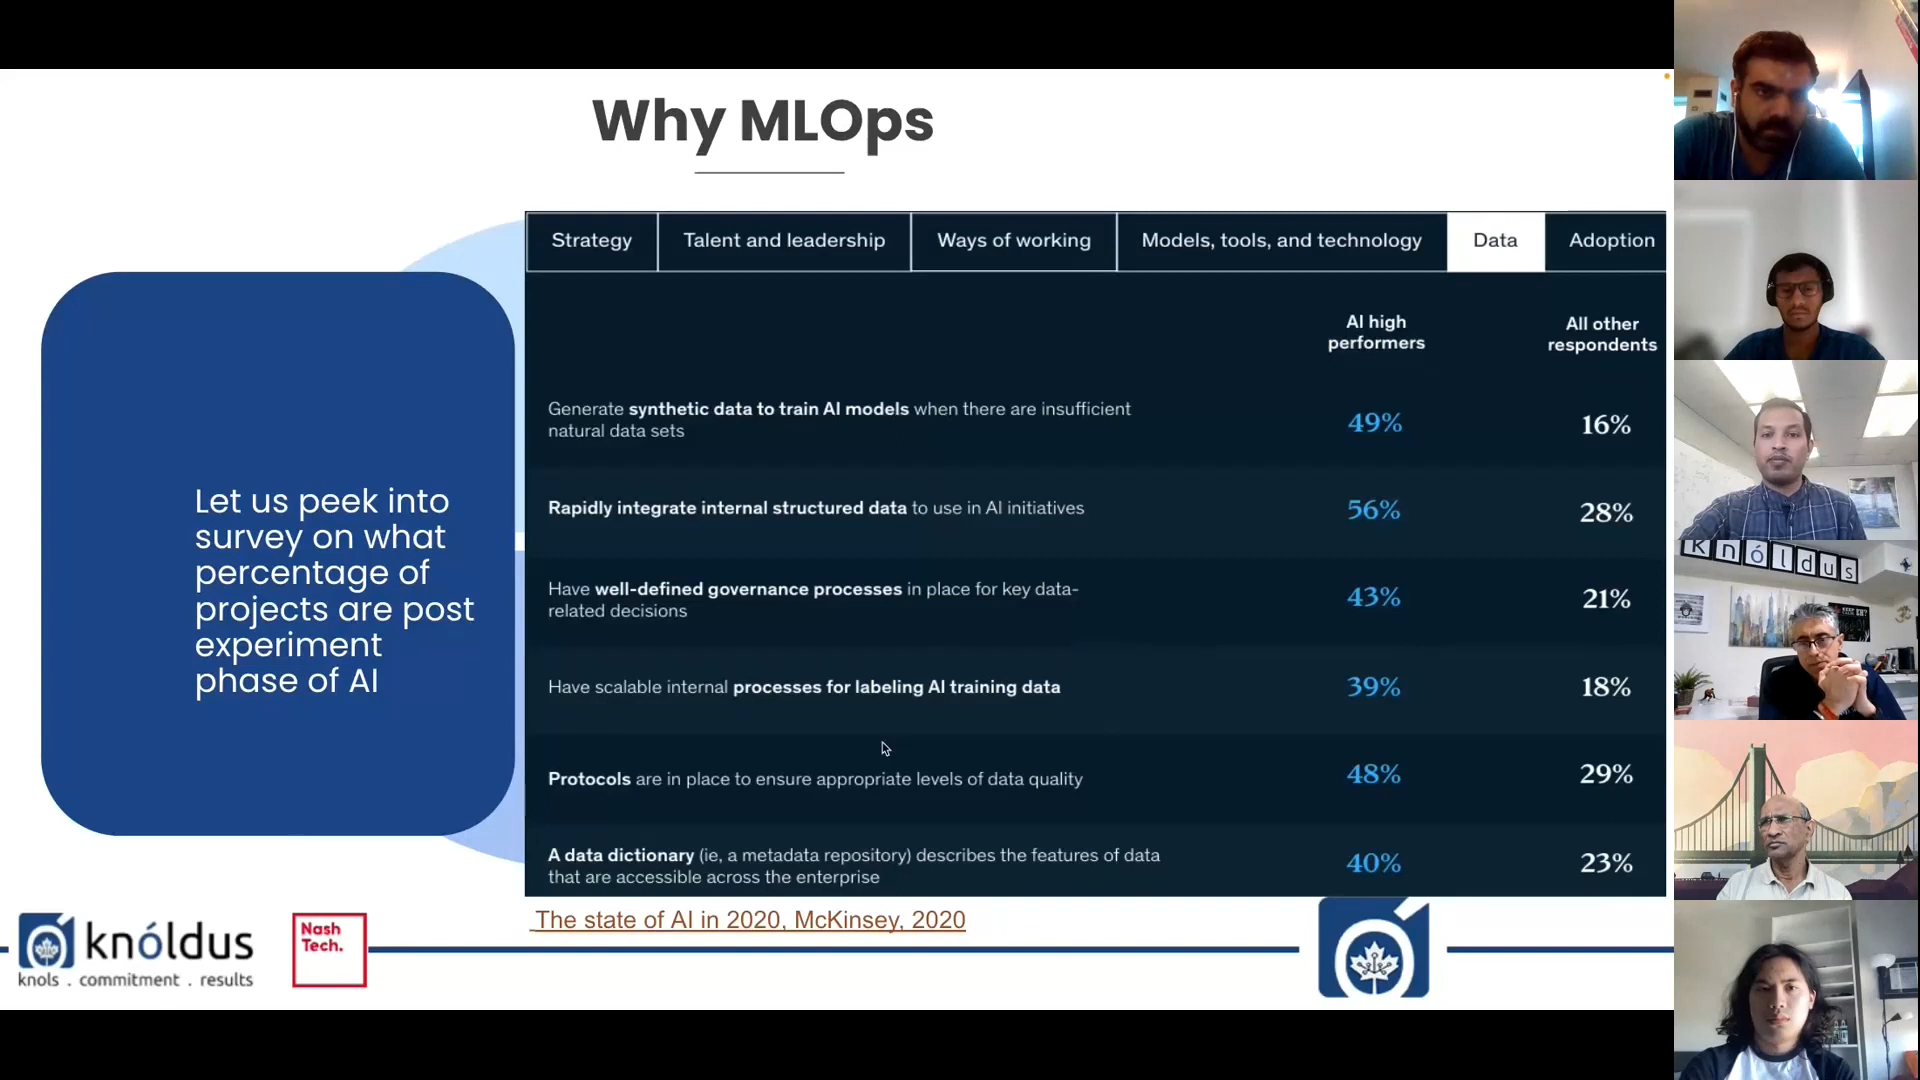 Why MLOps
Let us peek into
survey on what
percentage of
projects are post
experiment
phase of AI
Strategy
Talent and leadership
Ways of working
Models, tools, and technology
Data
Adoption
AI high
performers
All other
respondents
Generate synthetic data to train AI models when there are insufficient
natural data sets
49%
16%
Rapidly integrate internal structured data to use in AI initiatives
56%
28%
Have well-defined governance processes in place for key data-
related decisions
43%
21%
Have scalable internal processes for labeling AI training data
39%
18%
Protocols are in place to ensure appropriate levels of data quality
48%
29%
A data dictionary (ie, a metadata repository) describes the features of data
that are accessible across the enterprise
40%
23%
The state of AI in 2020, McKinsey, 2020
knóldus
knols . commitment . results
Nash
Tech.
knóldus